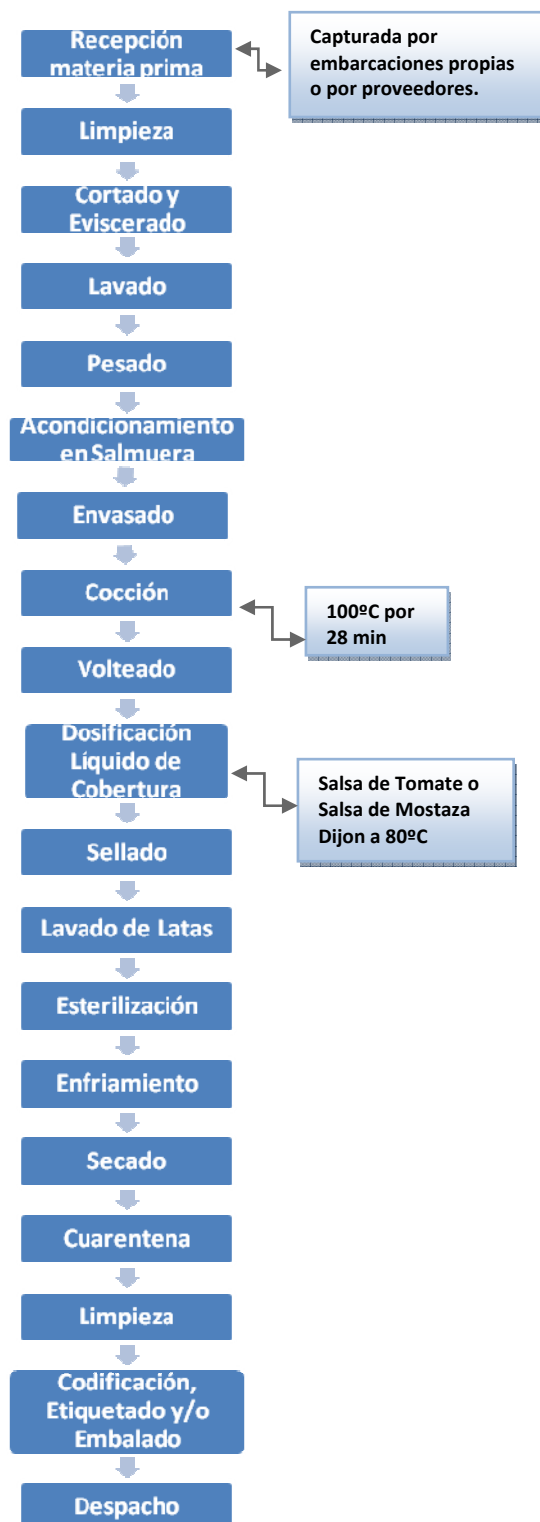 Recepción
materia prima
Capturada por
embarcaciones propias
o por proveedores.
Limpieza
Cortado y
Eviscerado
Lavado
Pesado
Acondicionamiento
en Salmuera
Envasado
Cocción
100ºC por
28 min
Volteado
Dosificación
Líquido de
Cobertura
Salsa de Tomate o
Salsa de Mostaza
Dijon a 80ºC
Sellado
Lavado de Latas
Esterilización
Enfriamiento
Secado
Cuarentena
Limpieza
Codificación,
Etiquetado y/o
Embalado
Despacho